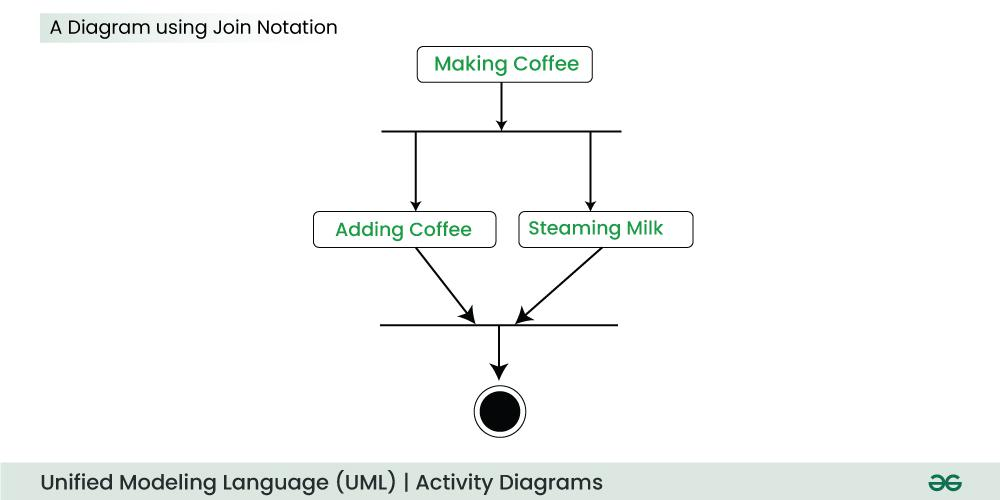 A Diagram using Join Notation
Making Coffee
Adding Coffee
Steaming Milk
Unified Modeling Language (UML) | Activity Diagrams